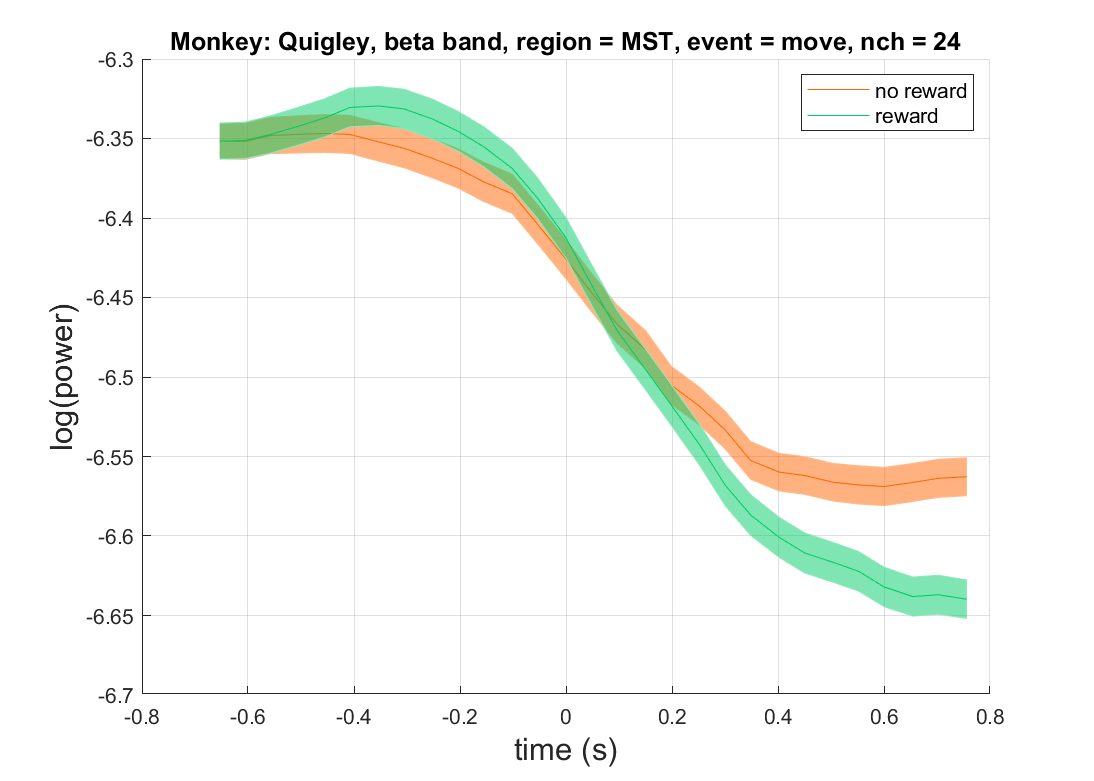 Monkey: Quigley, beta band, region = MST, event = move, nch = 24
no reward
reward
-6.3
-6.35
-6.4
-6.45
-6.5
-6.55
-6.6
-6.65
-6.7
log(power)
-0.8 -0.6 -0.4 -0.2 0 0.2 0.4 0.6 0.8
time (s)